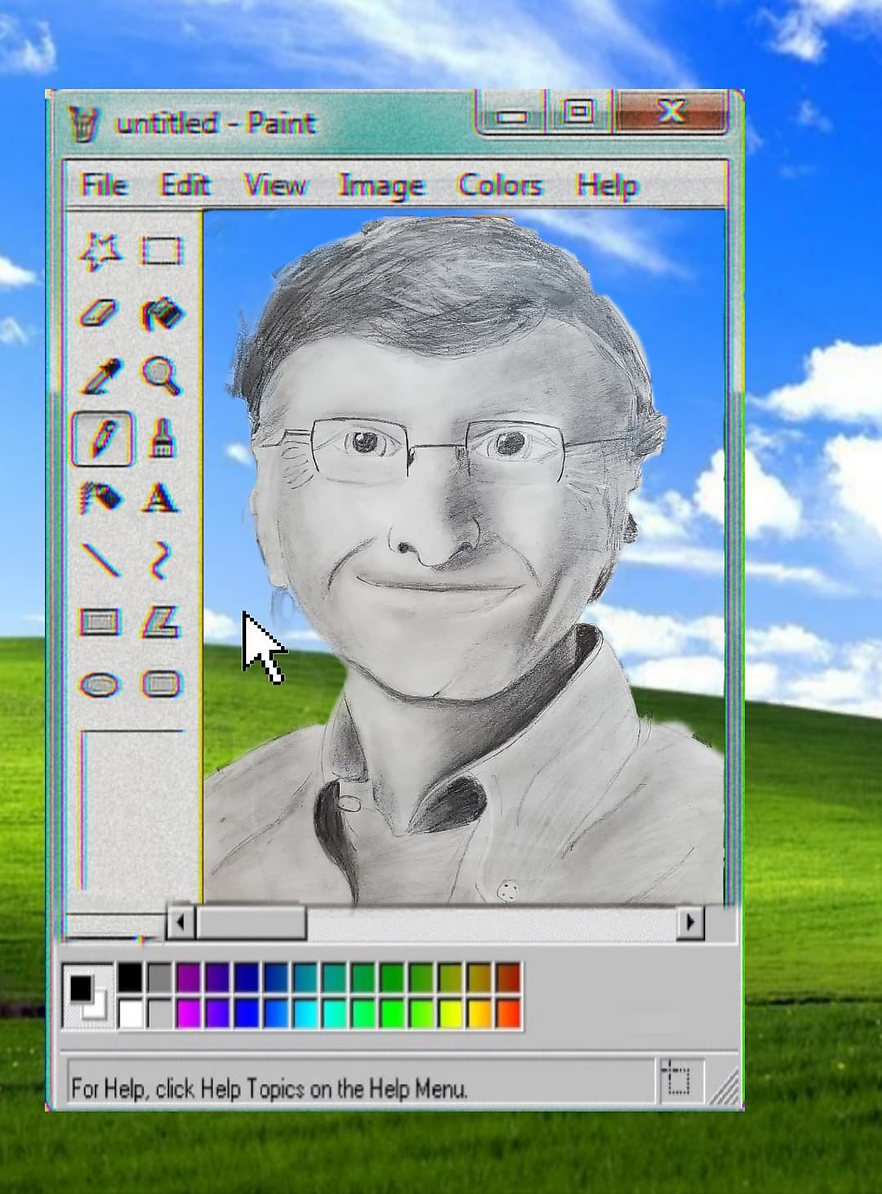 untitled - Paint
File Edit View Image Colors Help
A
For Help, click Help Topics on the Help Menu.